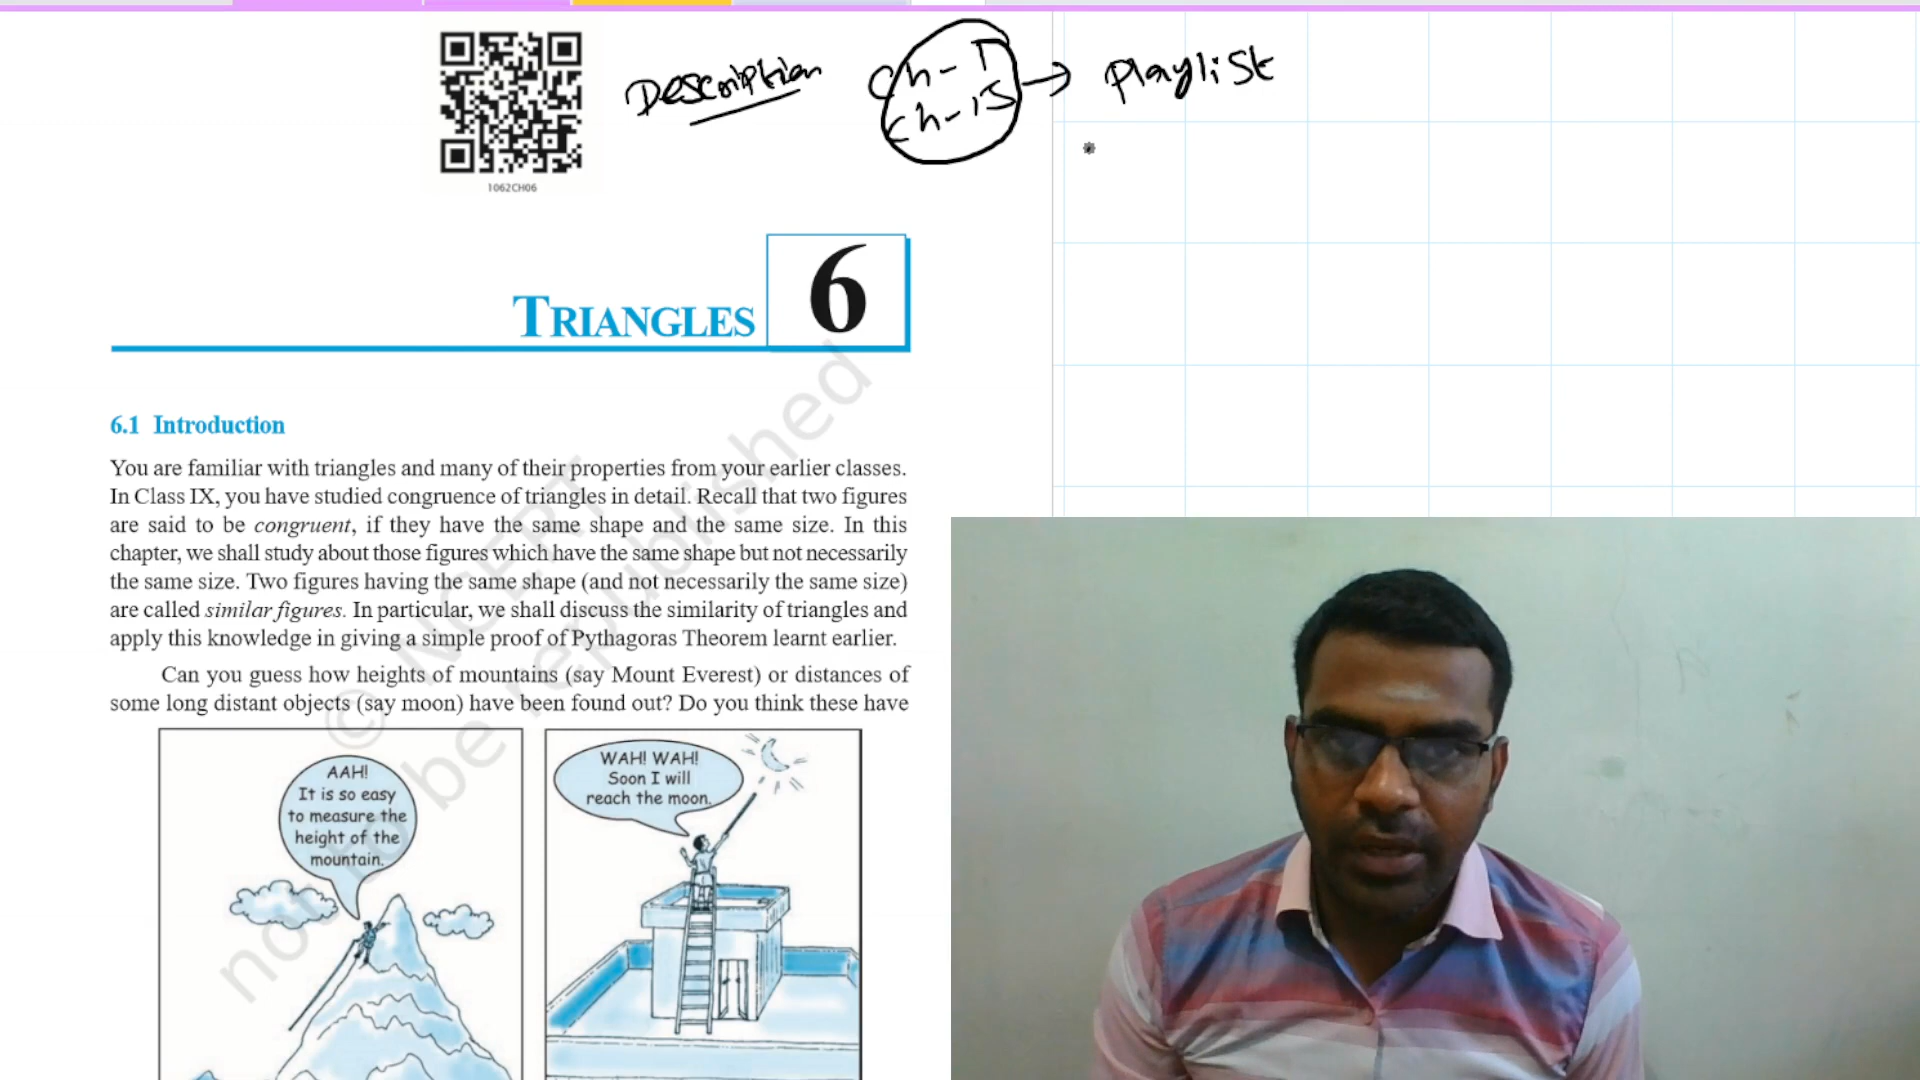 Description
Ch-1
Ch-15
→ Playlist
1062CH06
TRIANGLES
6
6.1 Introduction
You are familiar with triangles and many of their properties from your earlier classes.
In Class IX, you have studied congruence of triangles in detail. Recall that two figures
are said to be congruent, if they have the same shape and the same size. In this
chapter, we shall study about those figures which have the same shape but not necessarily
the same size. Two figures having the same shape (and not necessarily the same size)
are called similar figures. In particular, we shall discuss the similarity of triangles and
apply this knowledge in giving a simple proof of Pythagoras Theorem learnt earlier.
Can you guess how heights of mountains (say Mount Everest) or distances of
some long distant objects (say moon) have been found out? Do you think these have
AAH!
It is so easy
to measure the
height of the
mountain.
WAH! WAH!
Soon I will
reach the moon.
© NCERT
not to be republished